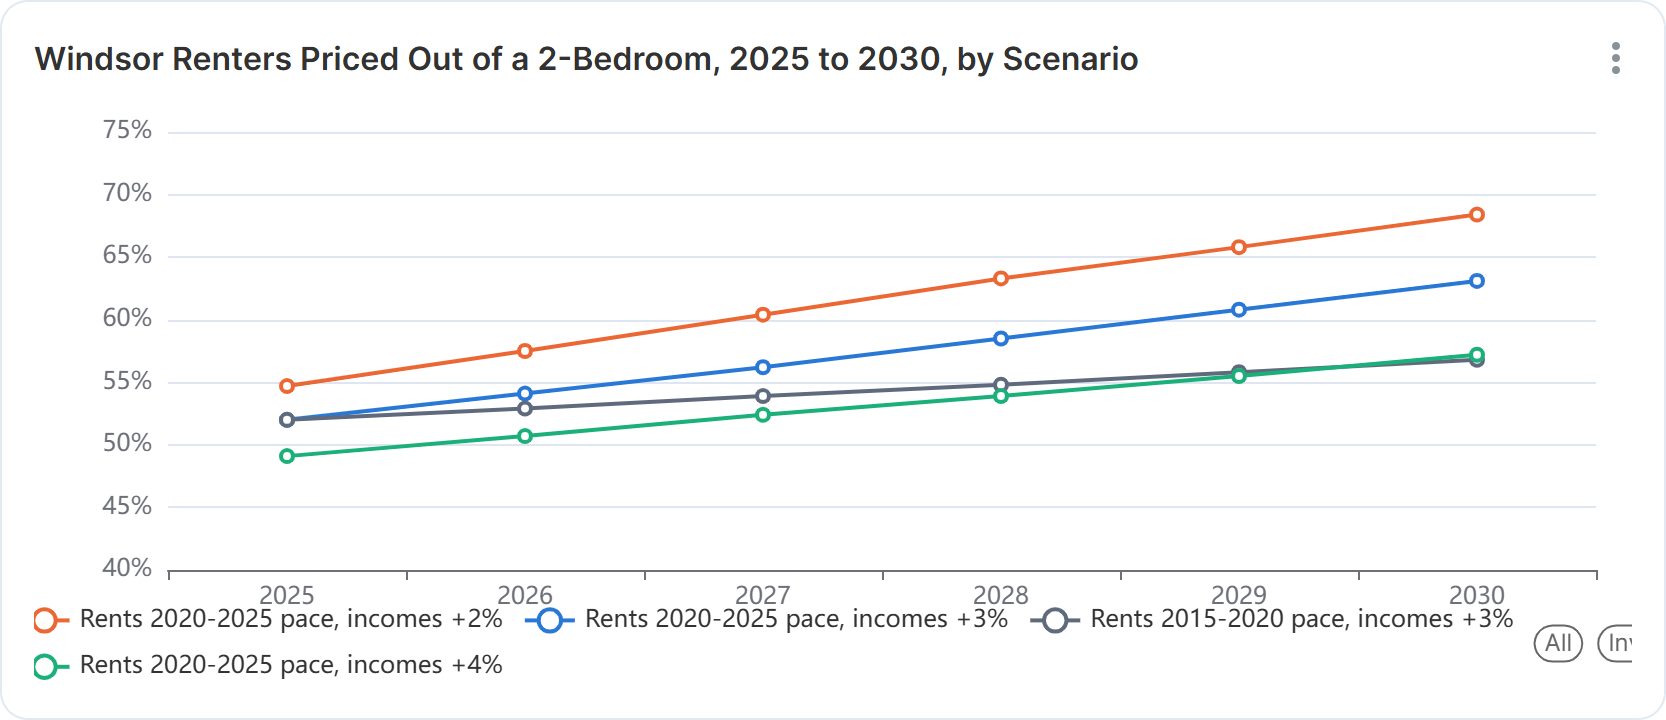 Windsor Renters Priced Out of a 2-Bedroom, 2025 to 2030, by Scenario
75%
70%
65%
60%
55%
50%
45%
40%
2025 2026 2027 2028 2029 2030
Rents 2020-2025 pace, incomes +2% Rents 2020-2025 pace, incomes +3% Rents 2015-2020 pace, incomes +3%
All
Rents 2020-2025 pace, incomes +4%